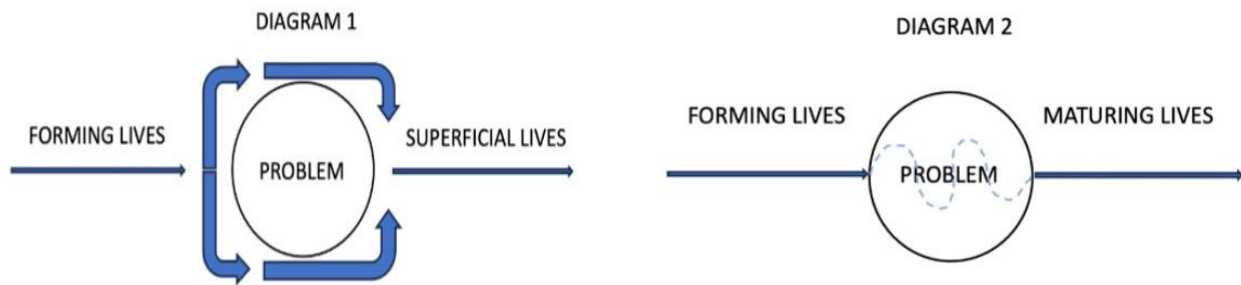 DIAGRAM 1
FORMING LIVES
PROBLEM
SUPERFICIAL LIVES
DIAGRAM 2
FORMING LIVES
PROBLEM
MATURING LIVES